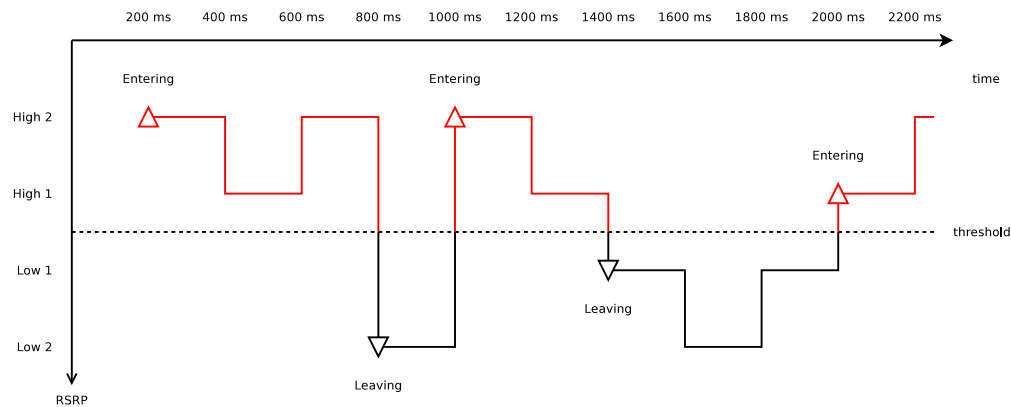 200 ms 400 ms 600 ms 800 ms 1000 ms 1200 ms 1400 ms 1600 ms 1800 ms 2000 ms 2200 ms
Entering Entering time
High 2
Entering
High 1
threshold
Low 1
Leaving
Low 2
Leaving
RSRP